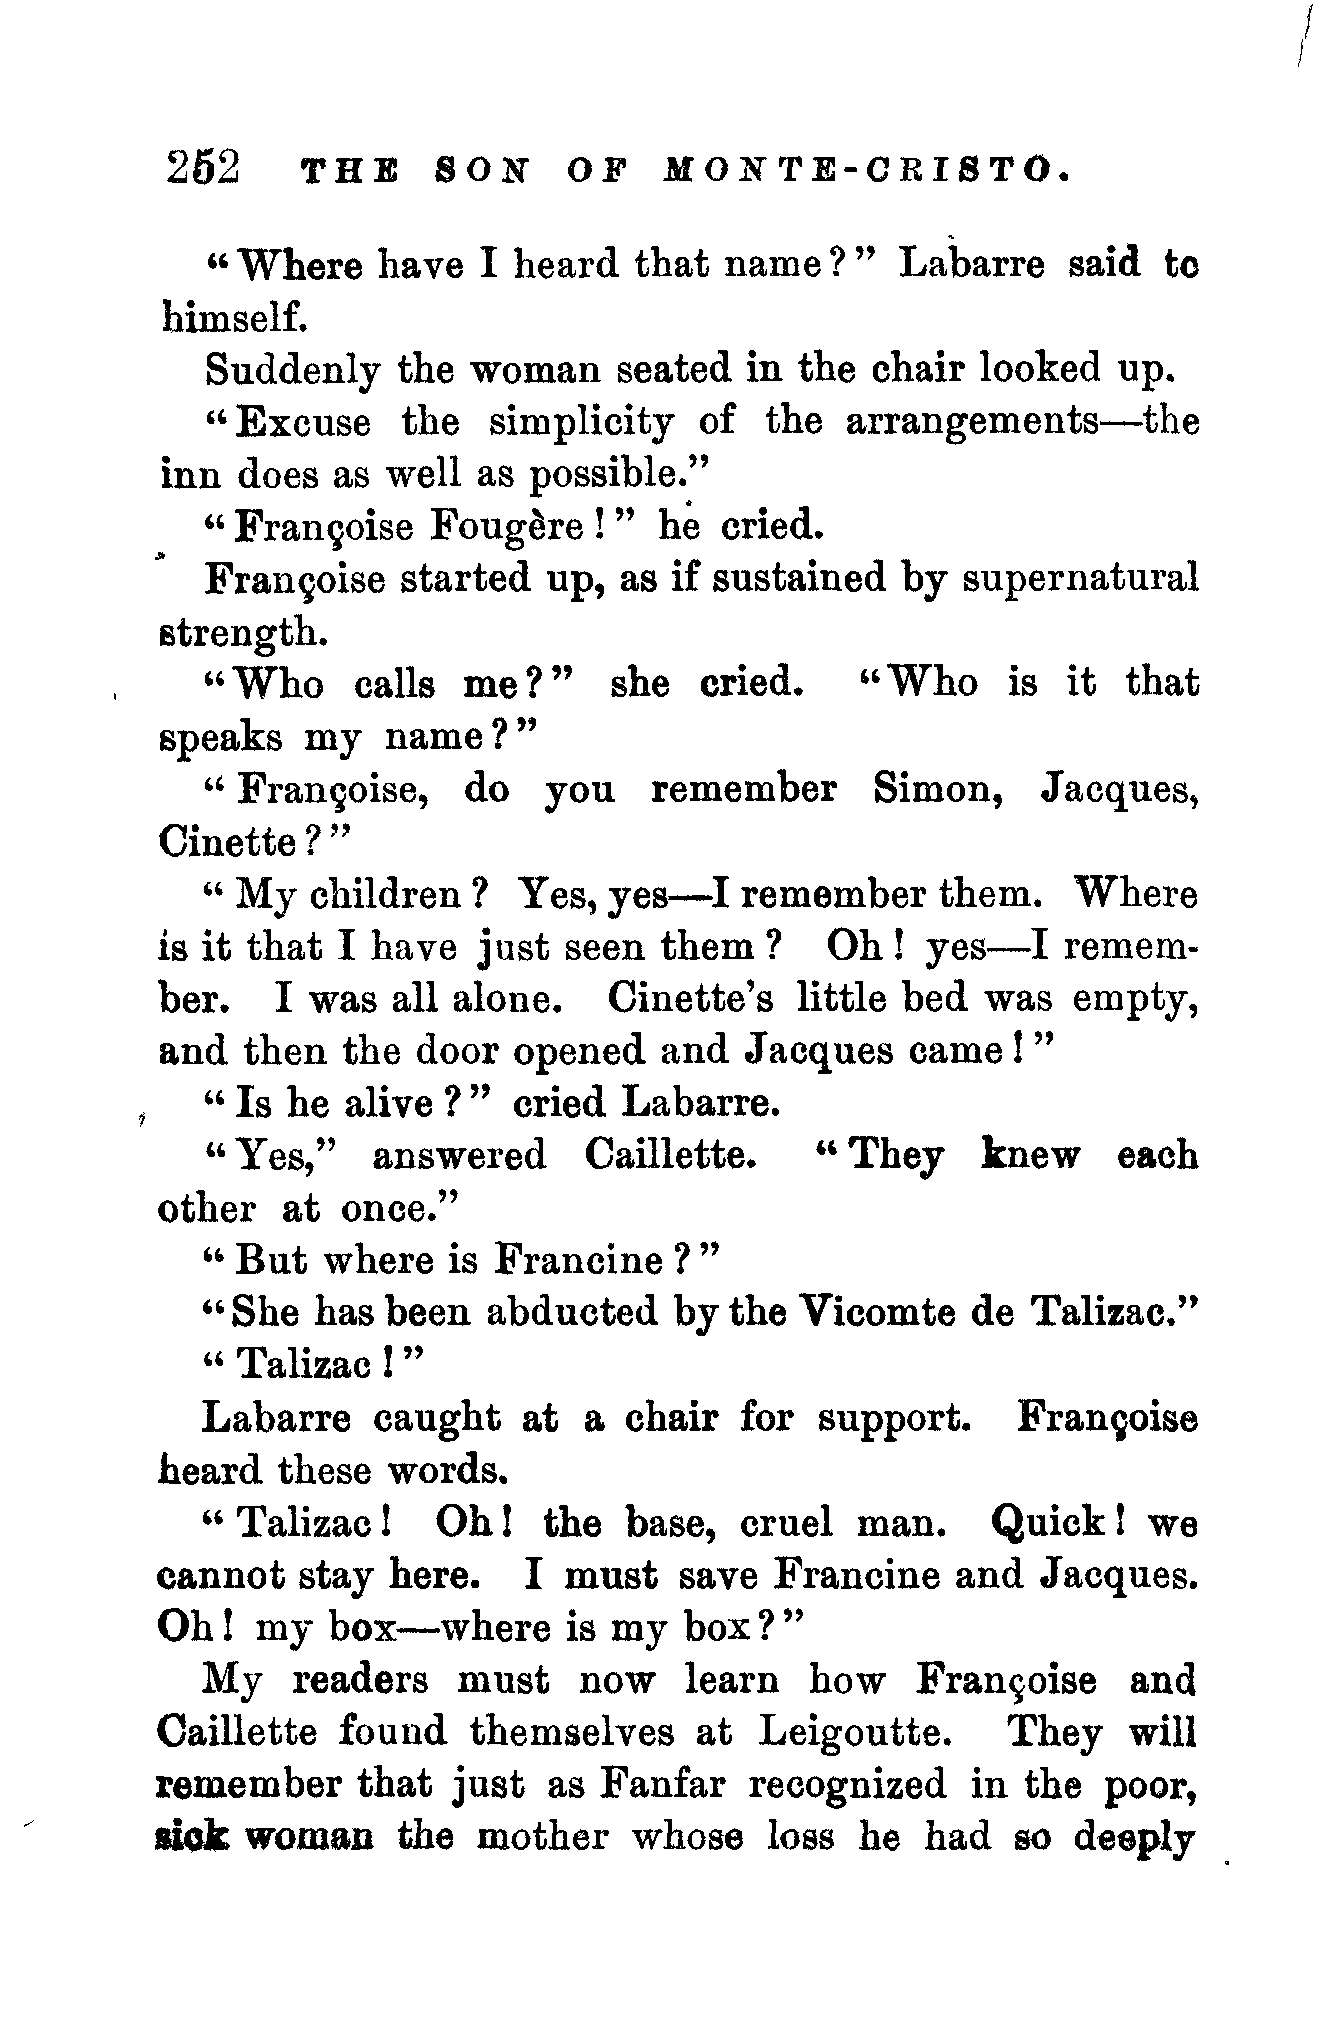 252 THE SON OF MONTE-CRISTO.
“Where have I heard that name?” Labarre said to
himself.
Suddenly the woman seated in the chair looked up.
“Excuse the simplicity of the arrangements—the
inn does as well as possible.”
“Françoise Fougère!” he cried.
Françoise started up, as if sustained by supernatural
strength.
“Who calls me?” she cried. “Who is it that
speaks my name?”
“Françoise, do you remember Simon, Jacques,
Cinette?”
“My children? Yes, yes—I remember them. Where
is it that I have just seen them? Oh! yes—I remem-
ber. I was all alone. Cinette’s little bed was empty,
and then the door opened and Jacques came!”
“Is he alive?” cried Labarre.
“Yes,” answered Caillette. “They knew each
other at once.”
“But where is Francine?”
“She has been abducted by the Vicomte de Talizac.”
“Talizac!”
Labarre caught at a chair for support. Françoise
heard these words.
“Talizac! Oh! the base, cruel man. Quick! we
cannot stay here. I must save Francine and Jacques.
Oh! my box—where is my box?”
My readers must now learn how Françoise and
Caillette found themselves at Leigoutte. They will
remember that just as Fanfar recognized in the poor,
sick woman the mother whose loss he had so deeply